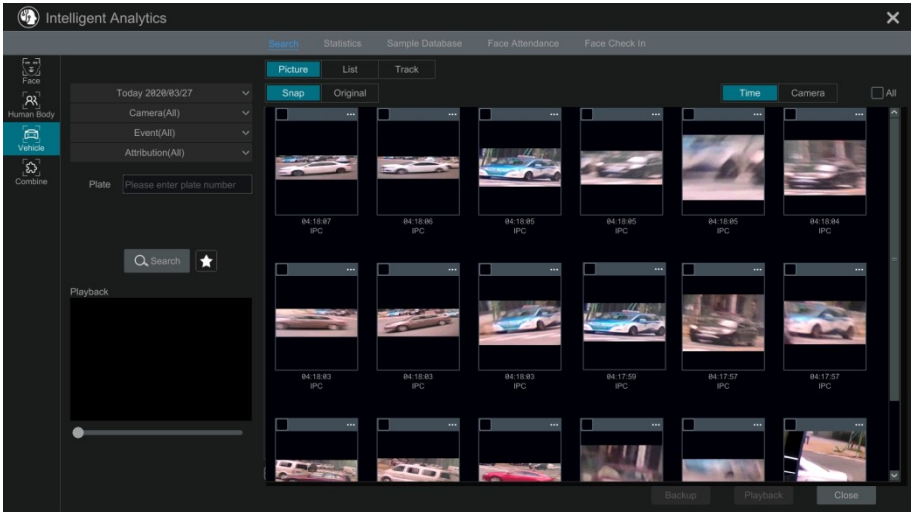 Intelligent Analytics
Search Statistics Sample Database Face Attendance Face Check In
Face
Human Body
Vehicle
Combine
Today 2020/03/27
Camera(All)
Event(All)
Attribution(All)
Plate Please enter plate number
Search
Playback
Picture List Track
Snap Original Time Camera All
04:18:07 04:18:06 04:18:05 04:18:05 04:18:05 04:18:04
IPC IPC IPC IPC IPC IPC
04:18:03 04:18:03 04:18:03 04:17:59 04:17:57 04:17:57
IPC IPC IPC IPC IPC IPC
Backup Playback Close